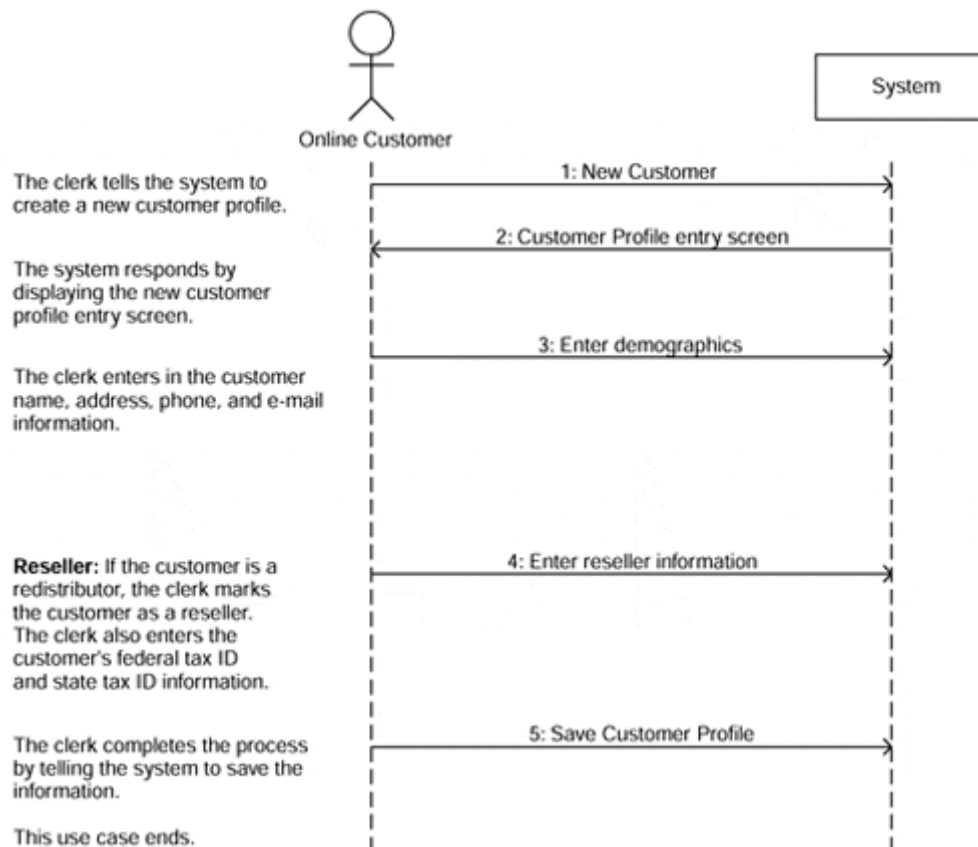 System
Online Customer
The clerk tells the system to
create a new customer profile.
1: New Customer
2: Customer Profile entry screen
The system responds by
displaying the new customer
profile entry screen.
3: Enter demographics
The clerk enters in the customer
name, address, phone, and e-mail
information.
Reseller: If the customer is a
redistributor, the clerk marks
the customer as a reseller.
The clerk also enters the
customer's federal tax ID
and state tax ID information.
4: Enter reseller information
5: Save Customer Profile
The clerk completes the process
by telling the system to save the
information.
This use case ends.